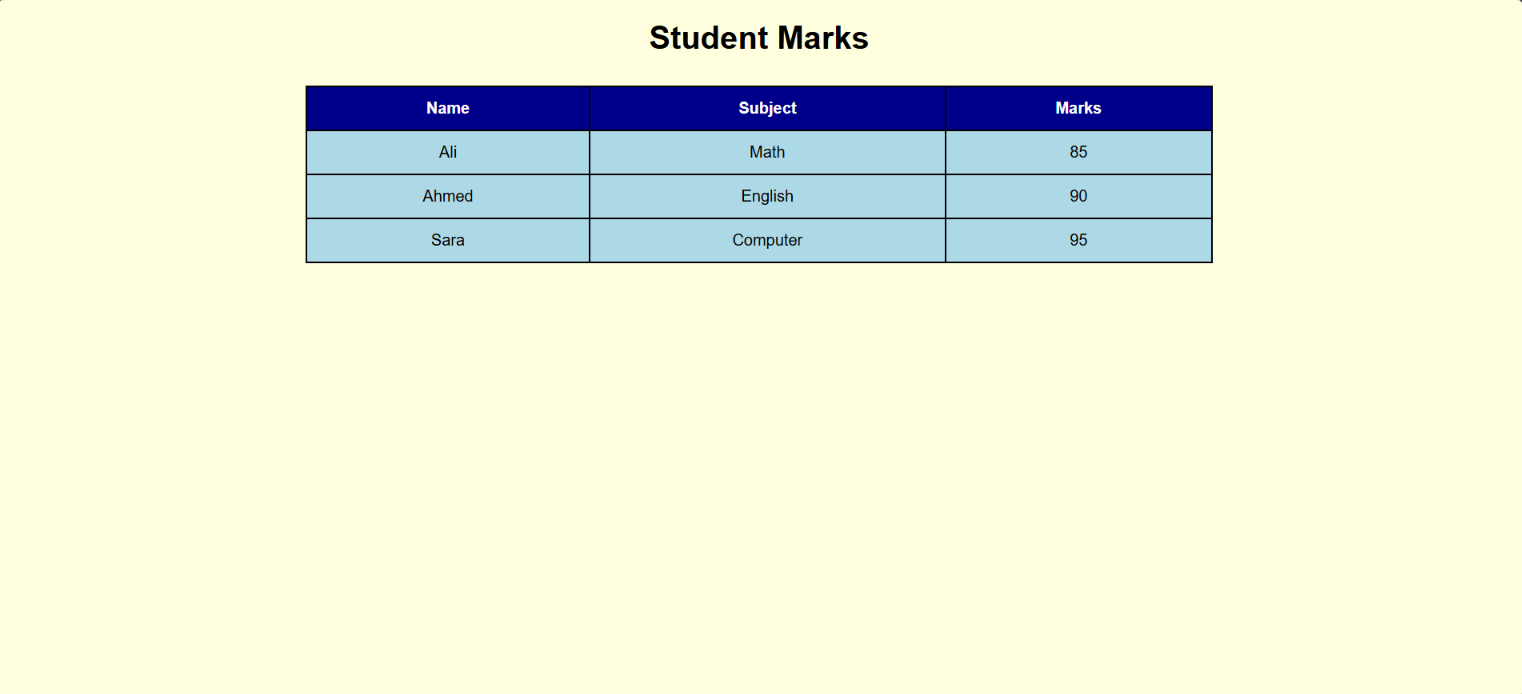 Student Marks
Name Subject Marks
Ali Math 85
Ahmed English 90
Sara Computer 95